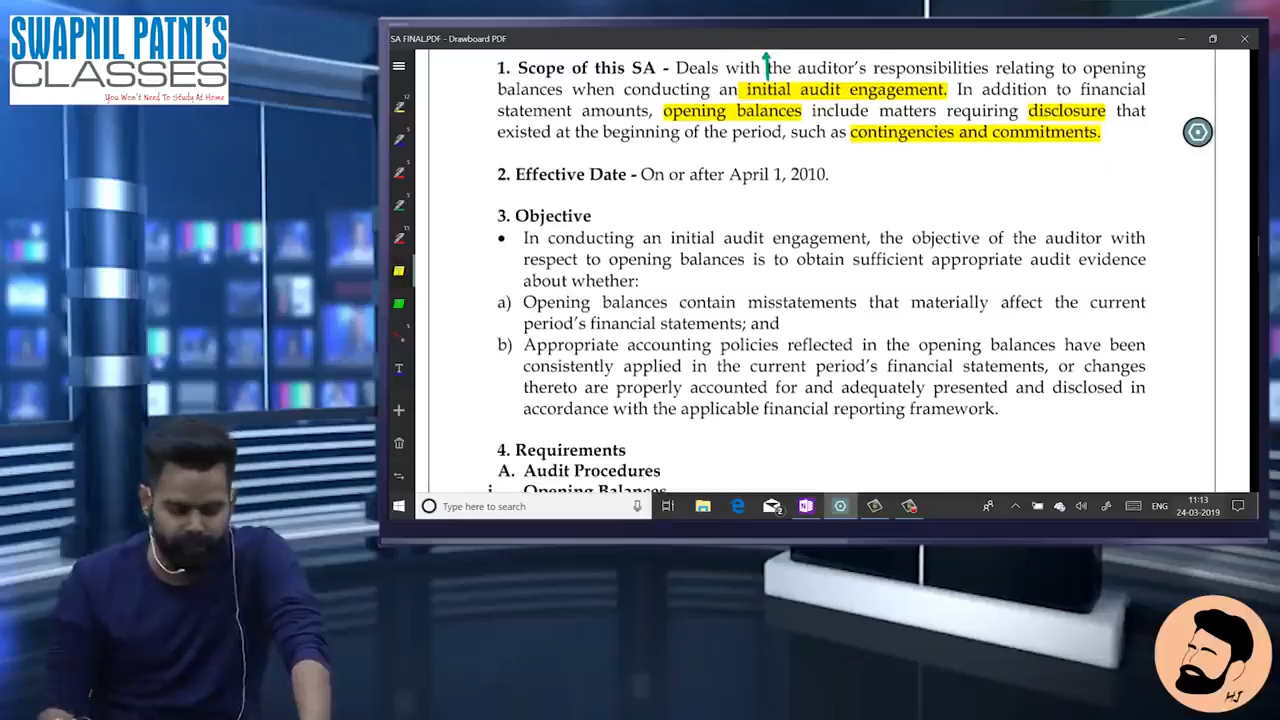 SWAPNIL PATNI'S
CLASSES
You Won't Need To Study At Home
SA FINAL.PDF - Drawboard PDF
1. Scope of this SA - Deals with the auditor's responsibilities relating to opening
balances when conducting an initial audit engagement. In addition to financial
statement amounts, opening balances include matters requiring disclosure that
existed at the beginning of the period, such as contingencies and commitments.
2. Effective Date - On or after April 1, 2010.
3. Objective
• In conducting an initial audit engagement, the objective of the auditor with
respect to opening balances is to obtain sufficient appropriate audit evidence
about whether:
a) Opening balances contain misstatements that materially affect the current
period's financial statements; and
b) Appropriate accounting policies reflected in the opening balances have been
consistently applied in the current period's financial statements, or changes
thereto are properly accounted for and adequately presented and disclosed in
accordance with the applicable financial reporting framework.
4. Requirements
A. Audit Procedures
i. Opening Balances
Type here to search
2
ENG
11:13
24-03-2019
HJ